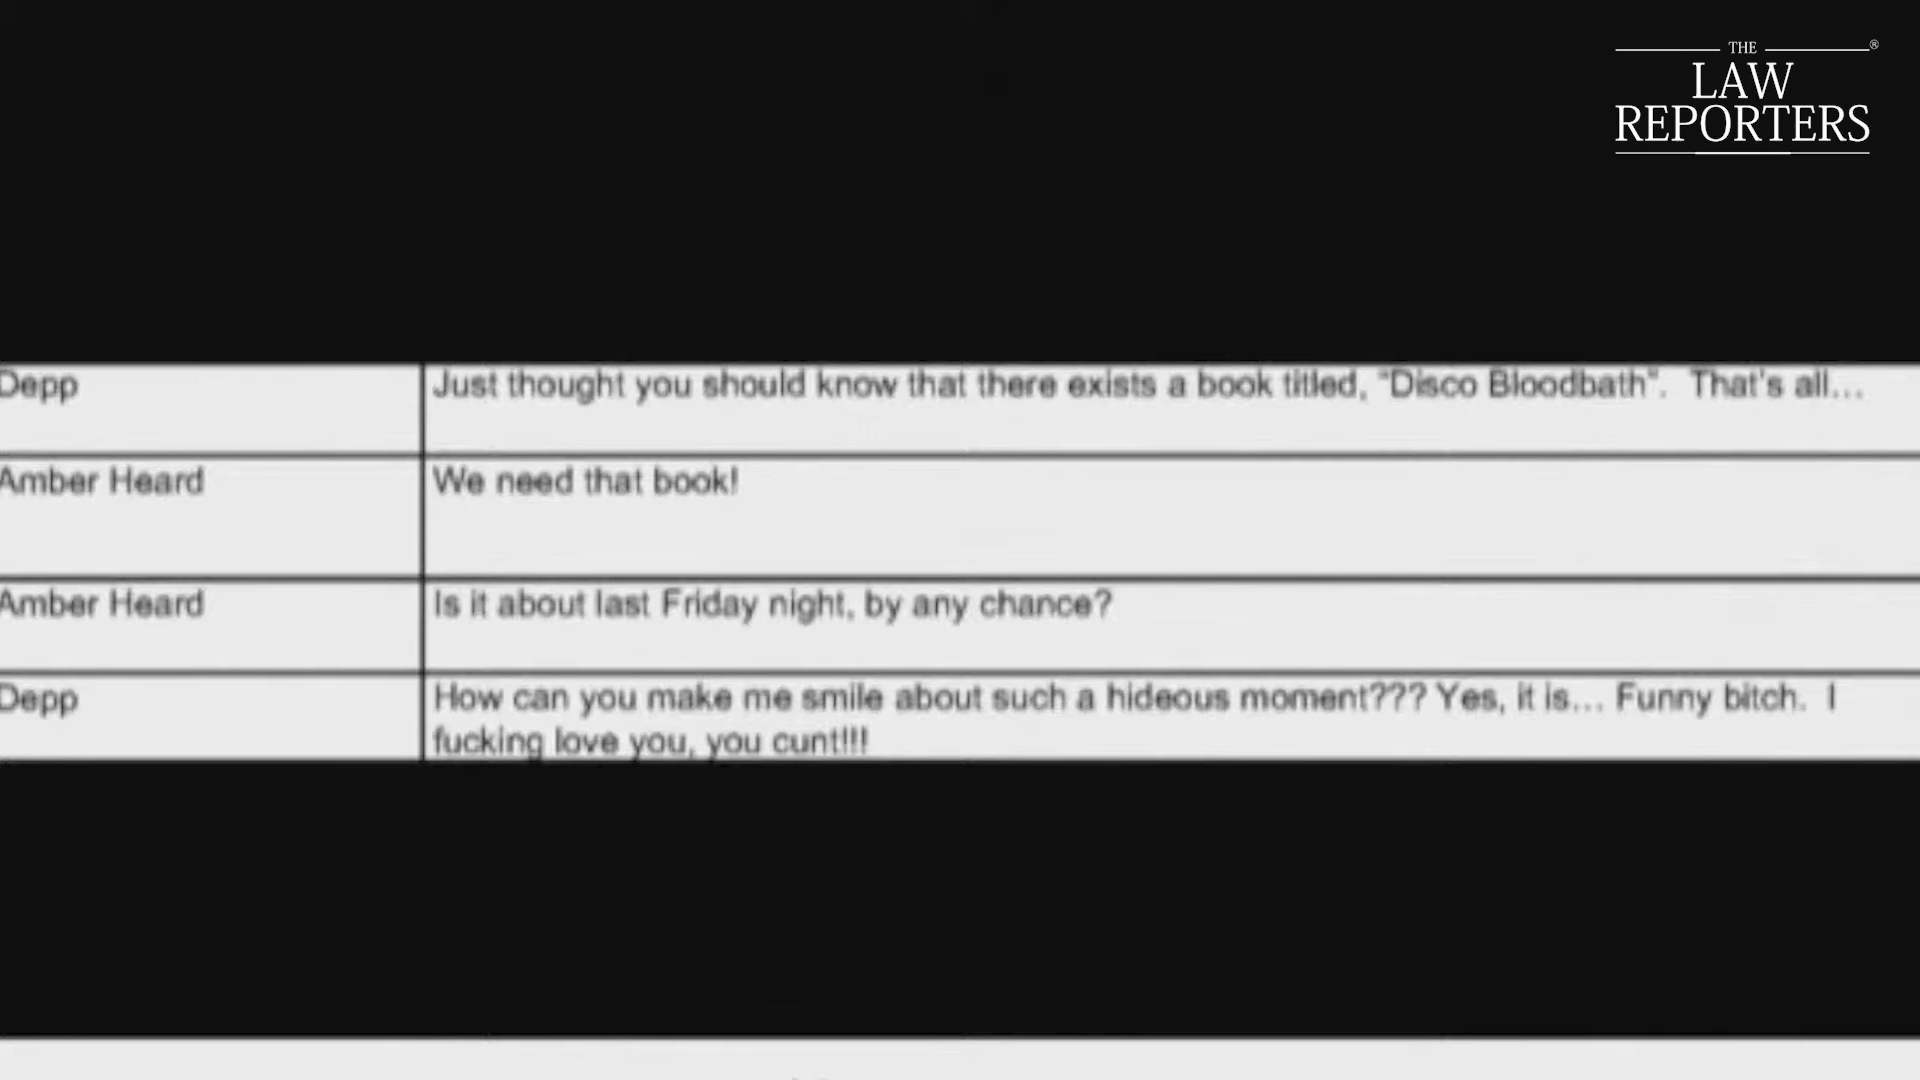 THE
LAW
REPORTERS
®
Depp
Just thought you should know that there exists a book titled, "Disco Bloodbath".  That's all...
Amber Heard
We need that book!
Amber Heard
Is it about last Friday night, by any chance?
Depp
How can you make me smile about such a hideous moment??? Yes, it is... Funny bitch.  I
fucking love you, you cunt!!!